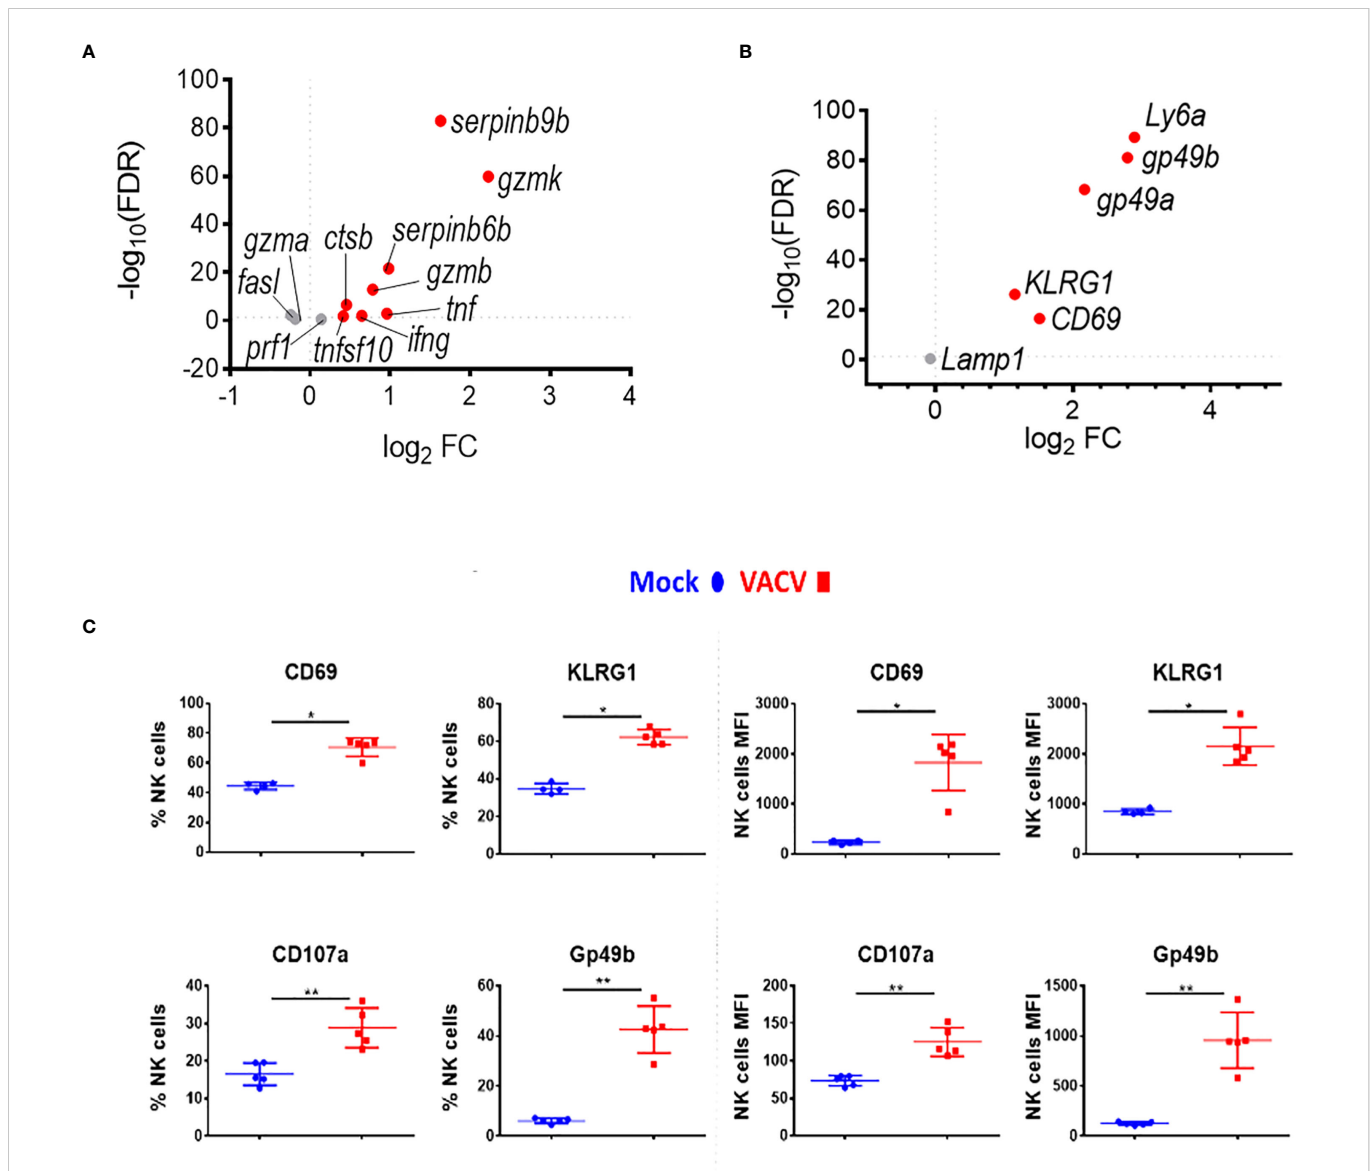 A
B
100
80
60
40
20
0
-20
-log10(FDR)
serpinb9b
gzmk
gzma
ctsb
serpinb6b
fasl
gzmb
tnf
prf1
tnfsf10
ifng
-1 0 1 2 3 4
log2 FC
100
80
60
40
20
0
-log10(FDR)
Ly6a
gp49b
gp49a
KLRG1
CD69
Lamp1
0 2 4
log2 FC
Mock VACV
C
CD69
% NK cells
100
80
60
40
20
0
*
KLRG1
% NK cells
80
60
40
20
0
*
CD69
NK cells MFI
3000
2000
1000
0
*
KLRG1
NK cells MFI
3000
2000
1000
0
*
CD107a
% NK cells
40
30
20
10
0
**
Gp49b
% NK cells
60
40
20
0
**
CD107a
NK cells MFI
200
150
100
50
0
**
Gp49b
NK cells MFI
1500
1000
500
0
**